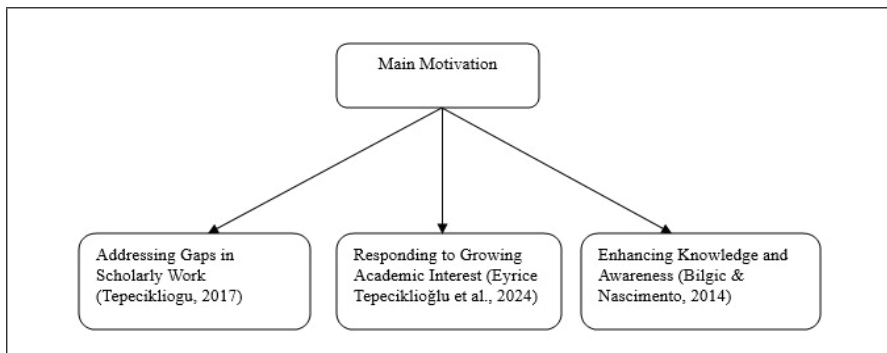 Main Motivation
Addressing Gaps in
Scholarly Work
(Tepecikliogu, 2017)
Responding to Growing
Academic Interest (Eyrice
Tepeciklioğlu et al., 2024)
Enhancing Knowledge and
Awareness (Bilgic &
Nascimento, 2014)